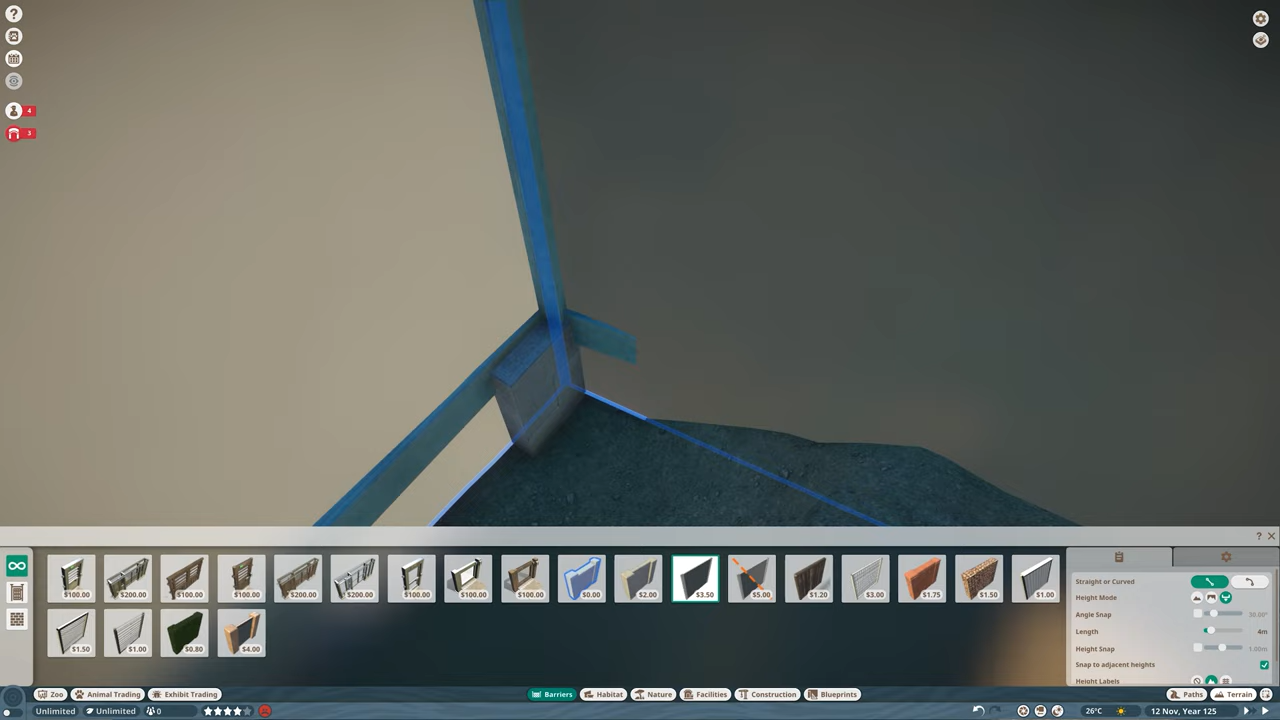 ?
4
3
? ×
$100.00 $200.00 $100.00 $100.00 $200.00 $200.00 $100.00 $100.00 $100.00 $0.00 $2.00 $3.50 $5.00 $1.20 $3.00 $1.75 $1.50 $1.00
$1.50 $1.00 $0.80 $4.00
Straight or Curved
Height Mode
Angle Snap 30.00°
Length 4m
Height Snap 1.00m
Snap to adjacent heights
Height Labels
Zoo Animal Trading Exhibit Trading Barriers Habitat Nature Facilities Construction Blueprints Paths Terrain
Unlimited Unlimited 0 26°C 12 Nov, Year 125